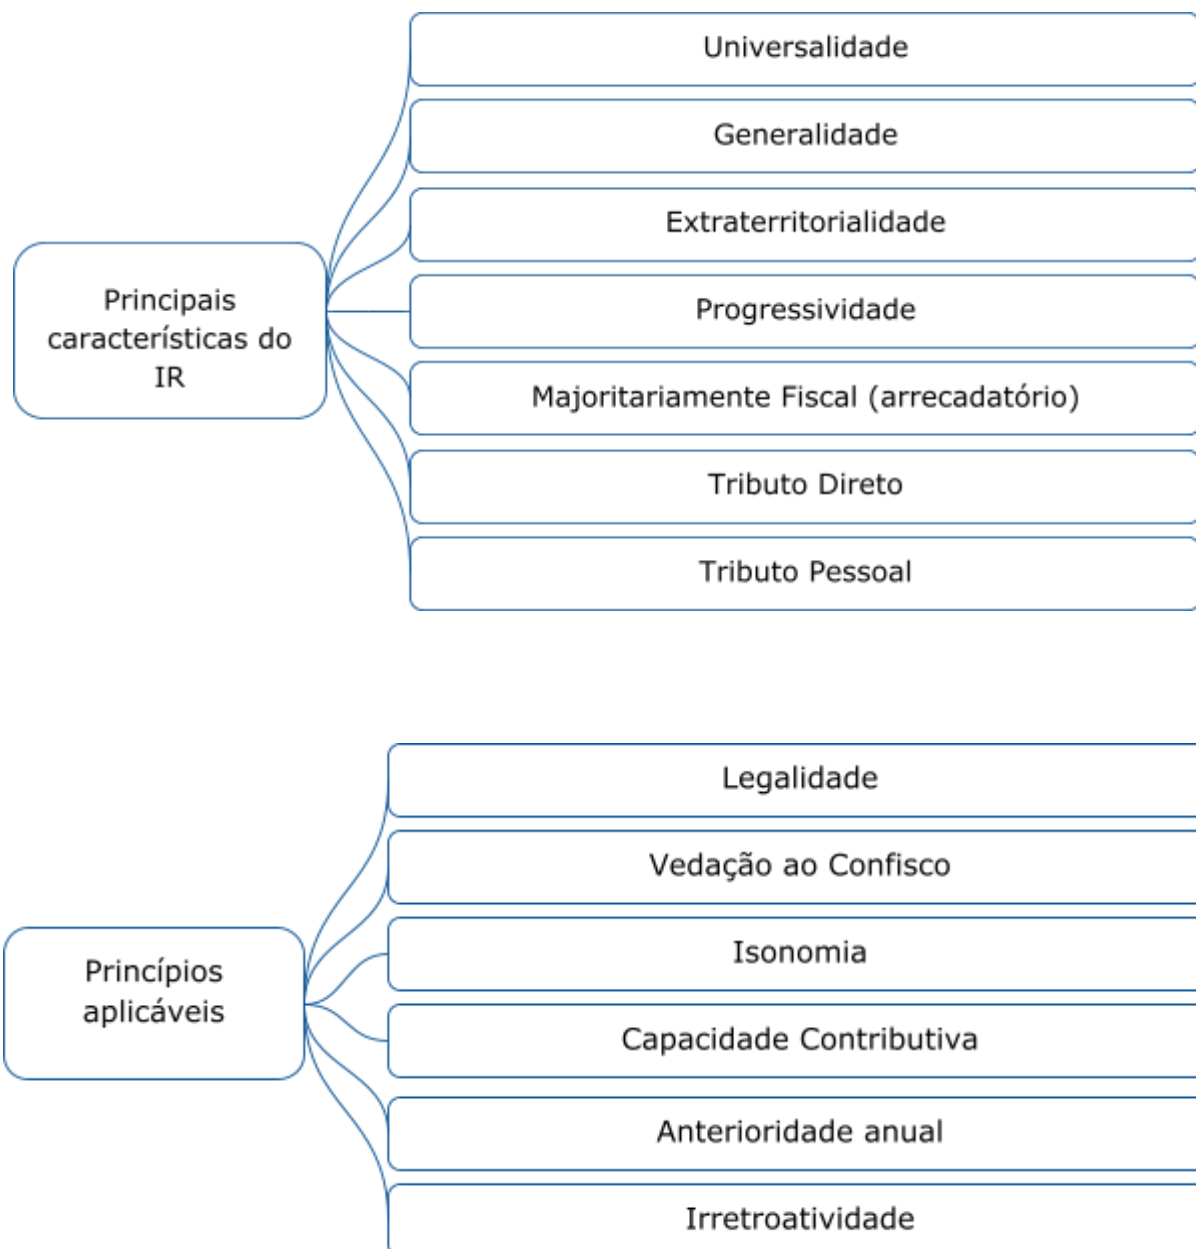 Principais
características do
IR
Universalidade
Generalidade
Extraterritorialidade
Progressividade
Majoritariamente Fiscal (arrecadatório)
Tributo Direto
Tributo Pessoal
Princípios
aplicáveis
Legalidade
Vedação ao Confisco
Isonomia
Capacidade Contributiva
Anterioridade anual
Irretroatividade